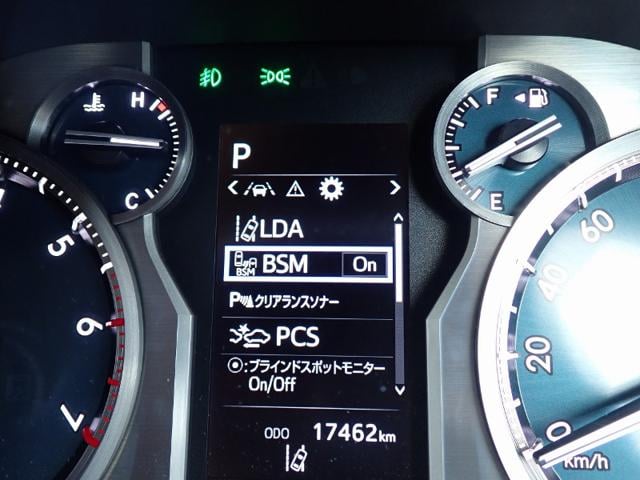 H
C
P
F
E
LDA
BSM
BSM On
P クリアランスソナー
PCS
:ブラインドスポットモニター
On/Off
ODO 17462km
5
6
7
60
40
20
0
km/h